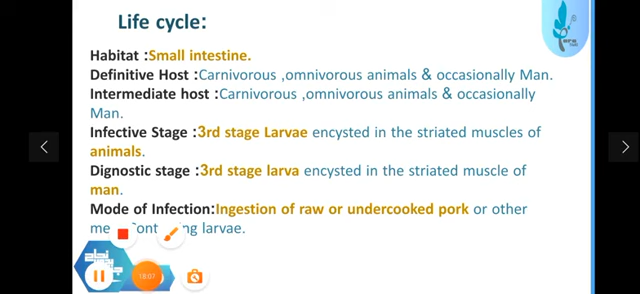 Life cycle:
Habitat :Small intestine.
Definitive Host :Carnivorous ,omnivorous animals & occasionally Man.
Intermediate host :Carnivorous ,omnivorous animals & occasionally
Man.
Infective Stage :3rd stage Larvae encysted in the striated muscles of
animals.
Dignostic stage :3rd stage larva encysted in the striated muscle of
man.
Mode of Infection:Ingestion of raw or undercooked pork or other
larvae.
18:07